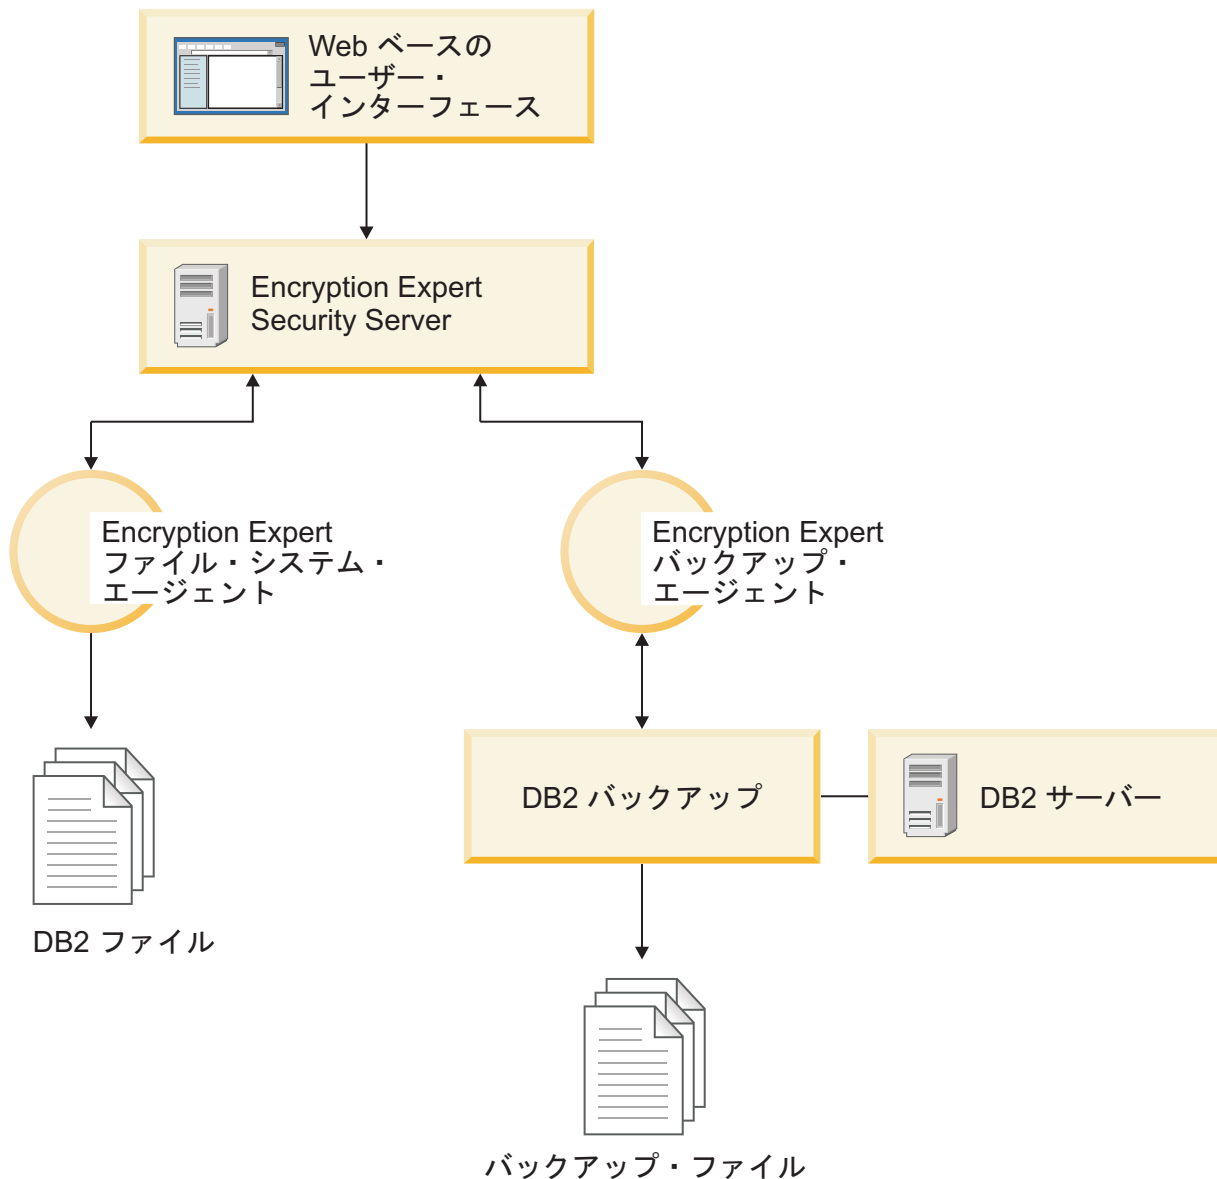 Web ベースの
ユーザー・
インターフェース
Encryption Expert
Security Server
Encryption Expert
ファイル・システム・
エージェント
Encryption Expert
バックアップ・
エージェント
DB2 バックアップ
DB2 サーバー
DB2 ファイル
バックアップ・ファイル